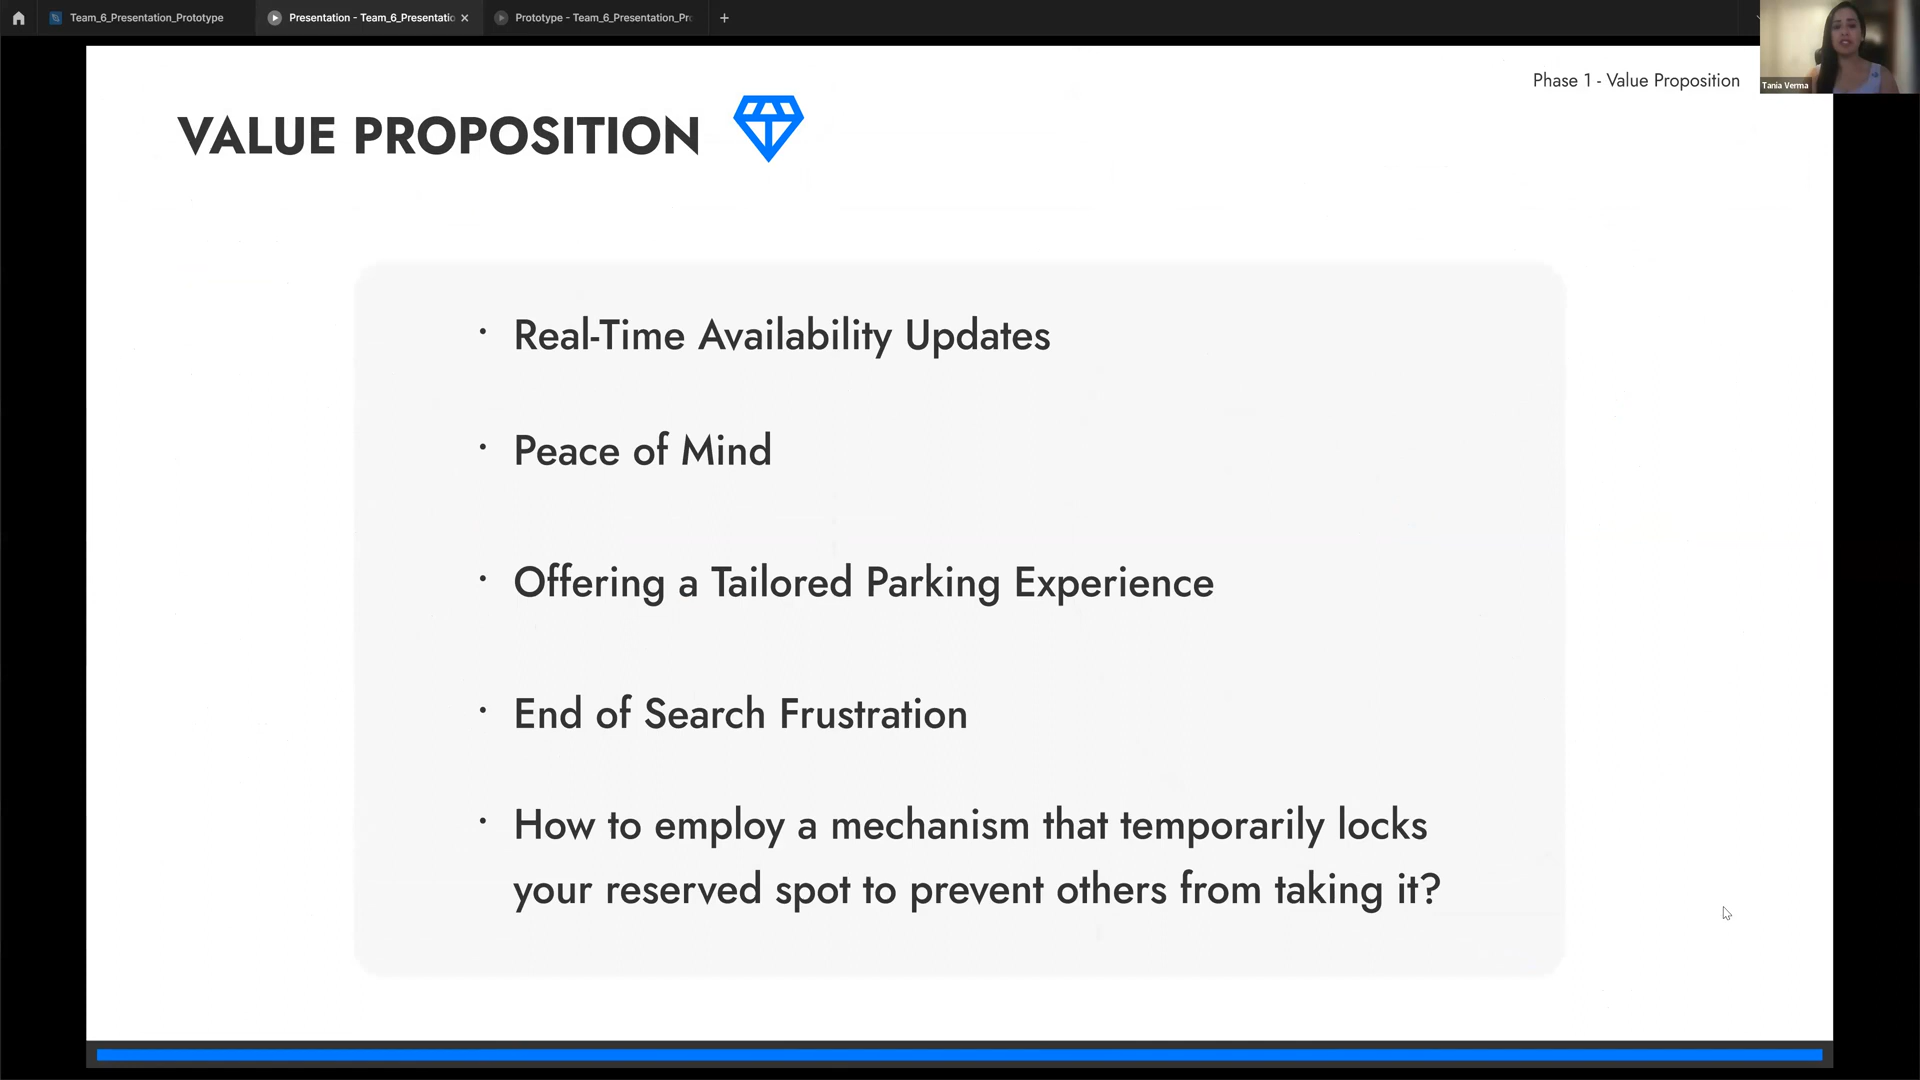 Team_6_Presentation_Prototype
Presentation - Team_6_Presentatio
Prototype - Team_6_Presentation_Pr
Phase 1 - Value Proposition
Tania Verma
VALUE PROPOSITION
• Real-Time Availability Updates
• Peace of Mind
• Offering a Tailored Parking Experience
• End of Search Frustration
• How to employ a mechanism that temporarily locks
your reserved spot to prevent others from taking it?